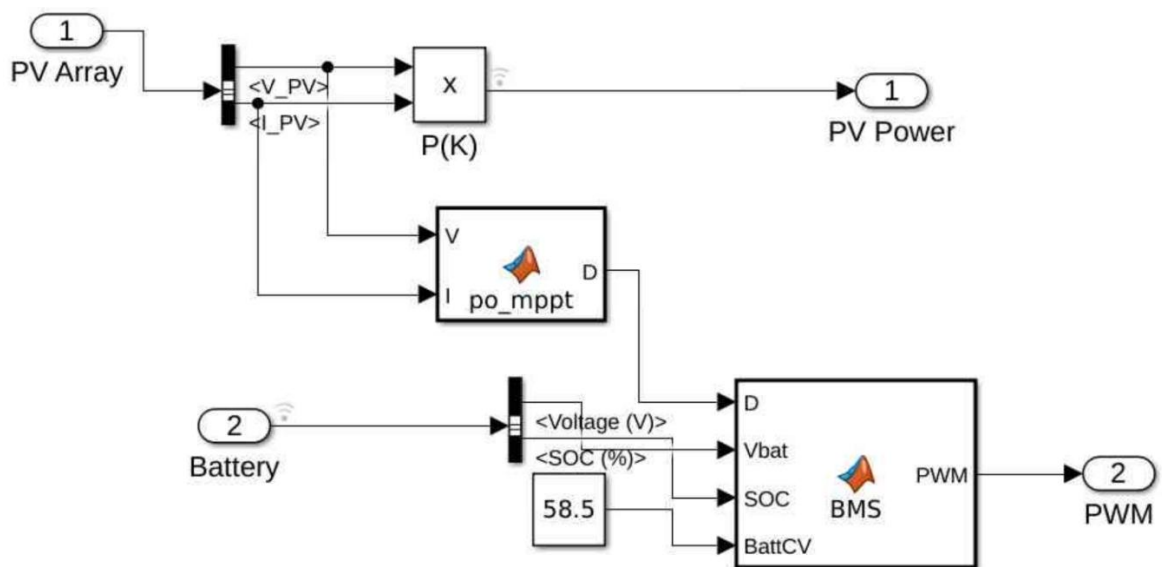 1
PV Array
<V_PV>
<I_PV>
x
P(K)
1
PV Power
V
I
D
po_mppt
2
Battery
<Voltage (V)>
<SOC (%)>
58.5
D
Vbat
SOC
BattCV
BMS
PWM
2
PWM